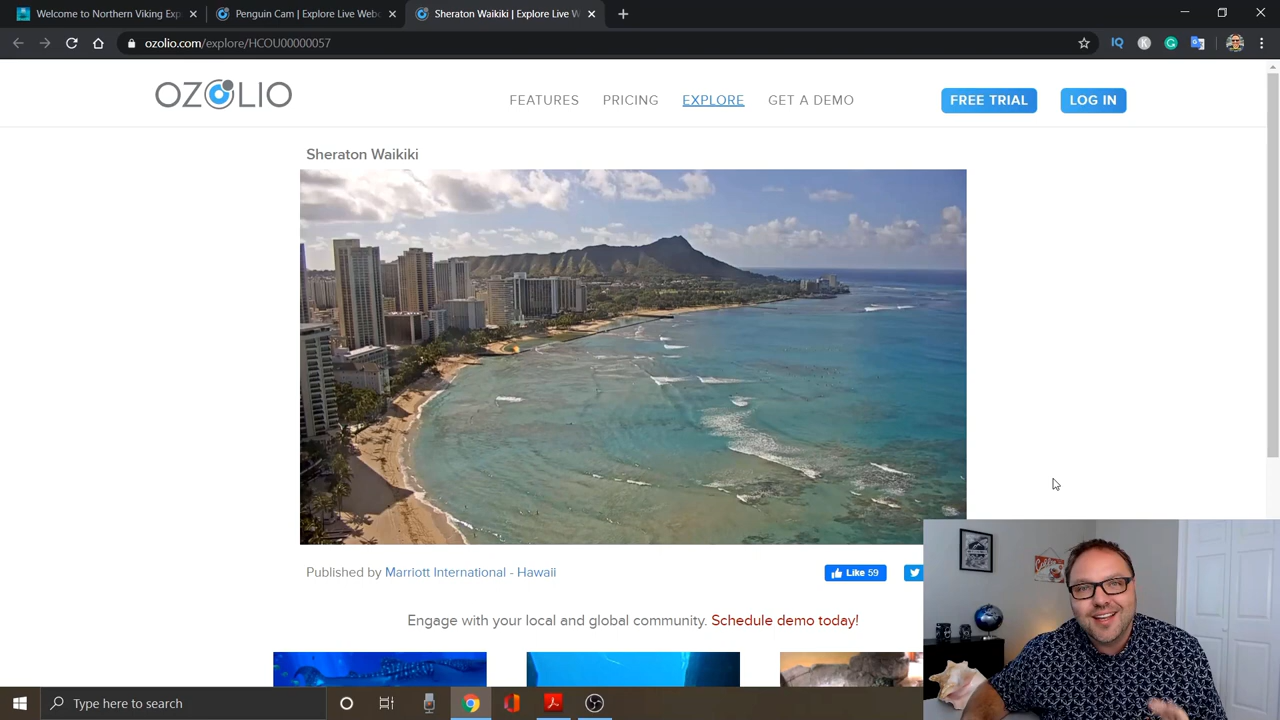 Welcome to Northern Viking Exp
Penguin Cam | Explore Live Webc
Sheraton Waikiki | Explore Live W
ozolio.com/explore/HCOU00000057
OZOLIO
FEATURES
PRICING
EXPLORE
GET A DEMO
FREE TRIAL
LOG IN
Sheraton Waikiki
Published by Marriott International - Hawaii
Like 59
Engage with your local and global community. Schedule demo today!
Type here to search